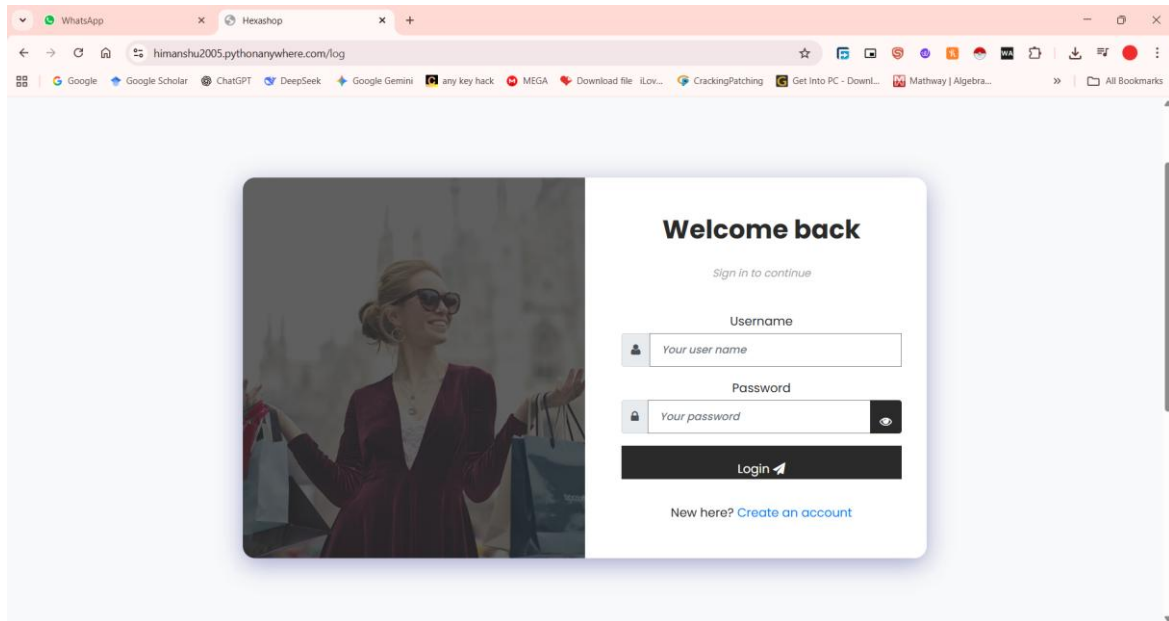 WhatsApp Hexashop
himanshu2005.pythonanywhere.com/log
Google Google Scholar ChatGPT DeepSeek Google Gemini any key hack MEGA Download file iLov... CrackingPatching Get Into PC - Downl... Mathway | Algebra... All Bookmarks
Welcome back
Sign in to continue
Username
Your user name
Password
Your password
Login
New here? Create an account